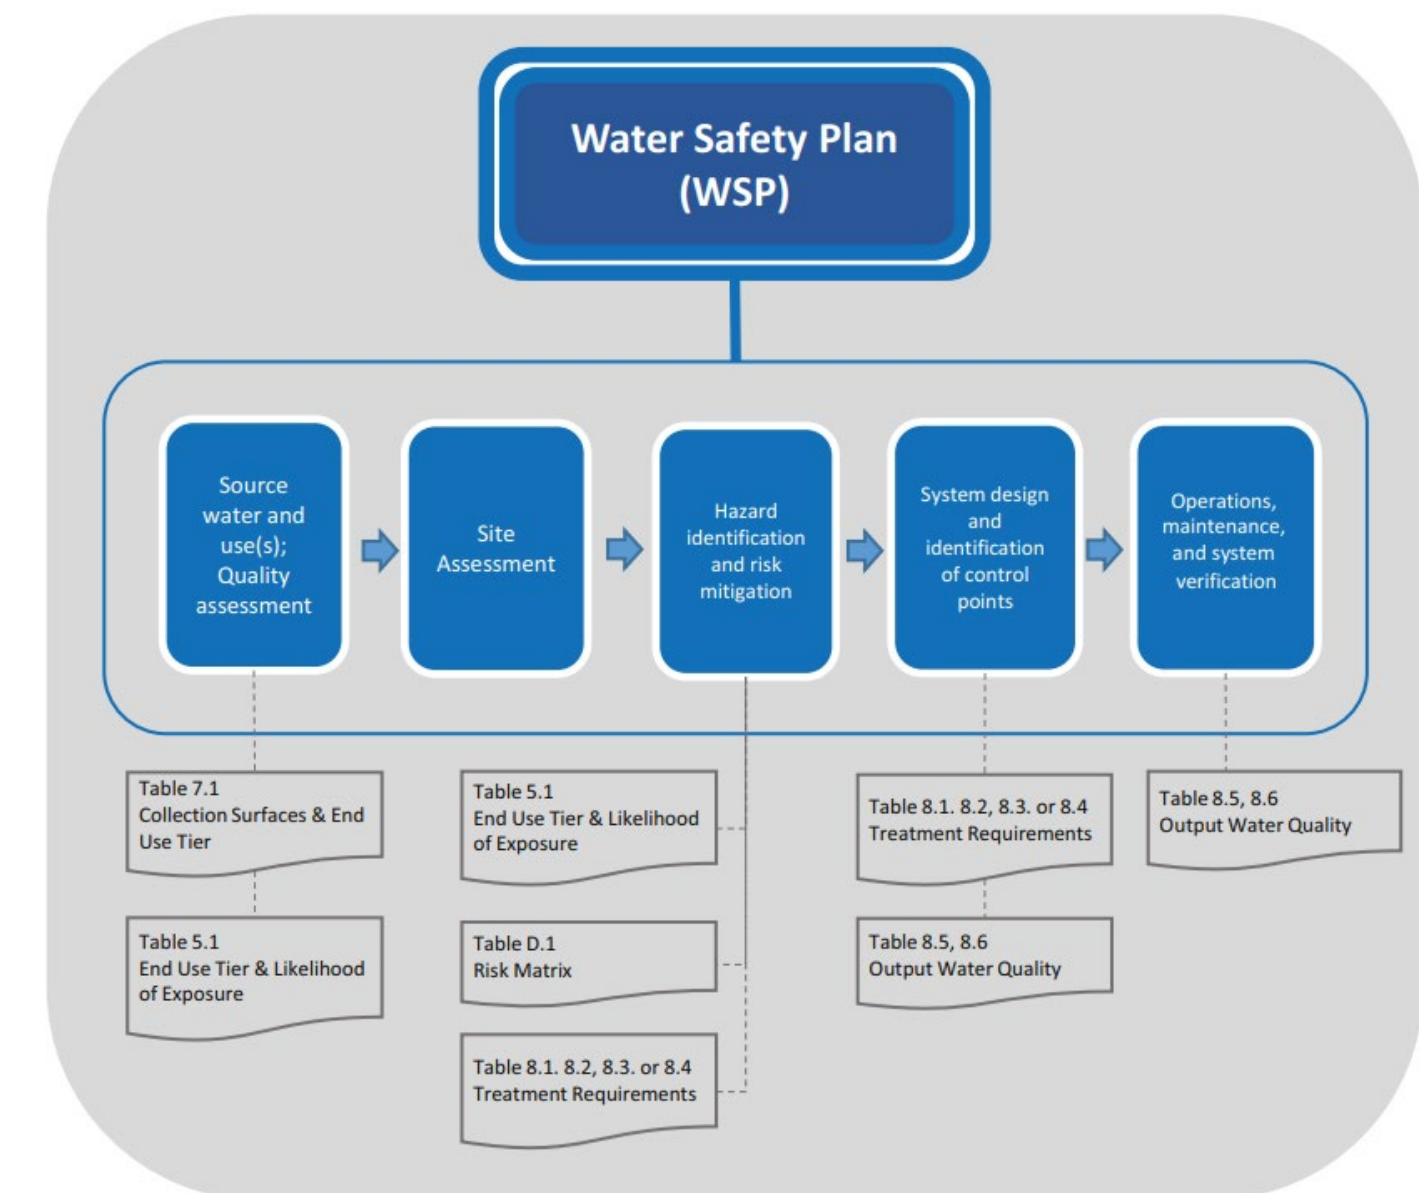 Water Safety Plan
(WSP)
Source
water and
use(s);
Quality
assessment
Site
Assessment
Hazard
identification
and risk
mitigation
System design
and
identification
of control
points
Operations,
maintenance,
and system
verification
Table 7.1
Collection Surfaces & End
Use Tier
Table 5.1
End Use Tier & Likelihood
of Exposure
Table 5.1
End Use Tier & Likelihood
of Exposure
Table D.1
Risk Matrix
Table 8.1. 8.2, 8.3. or 8.4
Treatment Requirements
Table 8.1. 8.2, 8.3. or 8.4
Treatment Requirements
Table 8.5, 8.6
Output Water Quality
Table 8.5, 8.6
Output Water Quality